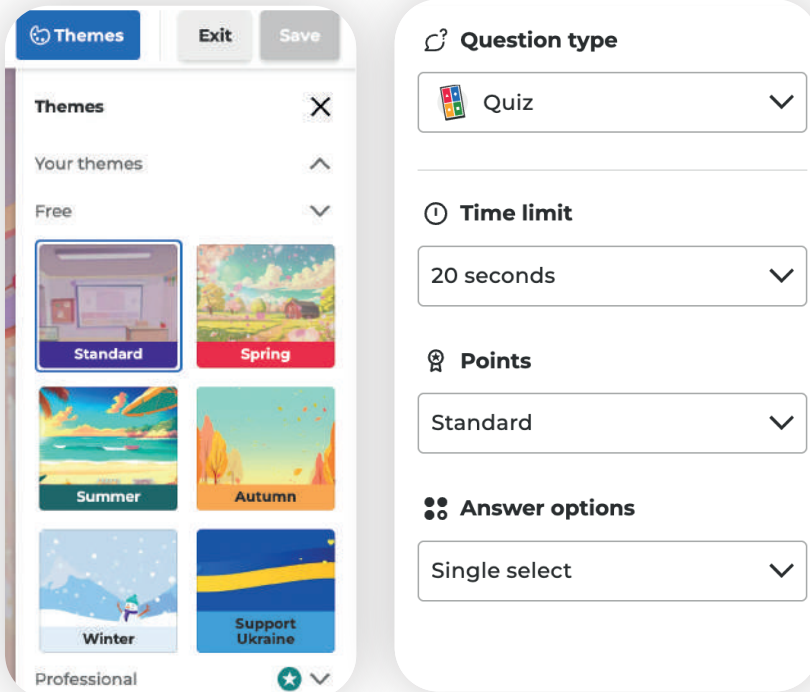 Themes
Exit
Save
Themes
Your themes
Free
Standard
Spring
Summer
Autumn
Winter
Support
Ukraine
Professional
Question type
Quiz
Time limit
20 seconds
Points
Standard
Answer options
Single select